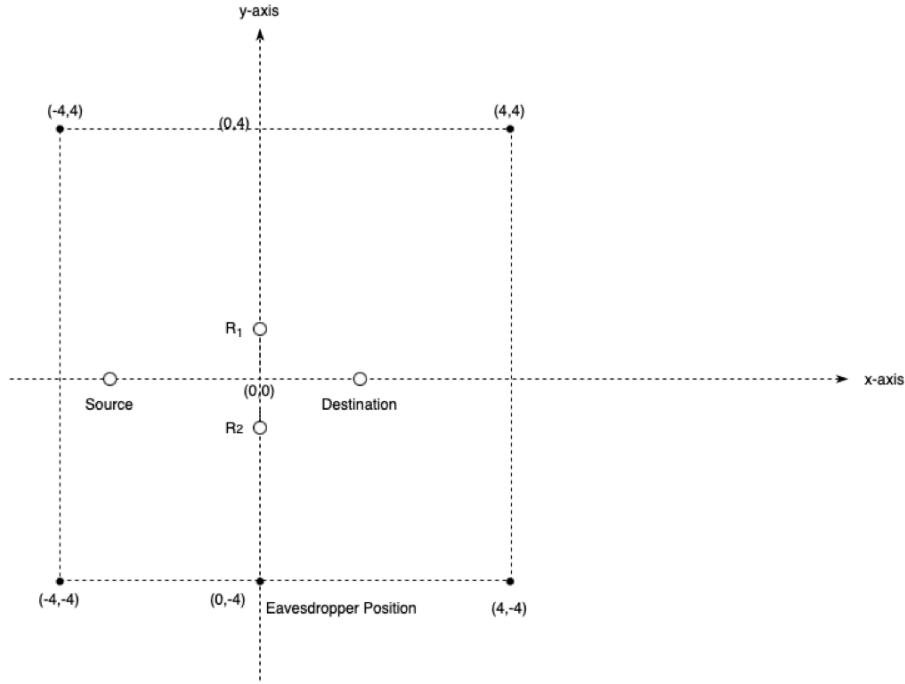 y-axis
(-4,4)
(0,4)
(4,4)
R1
(0,0)
x-axis
Source
Destination
R2
(-4,-4)
(0,-4)
Eavesdropper Position
(4,-4)